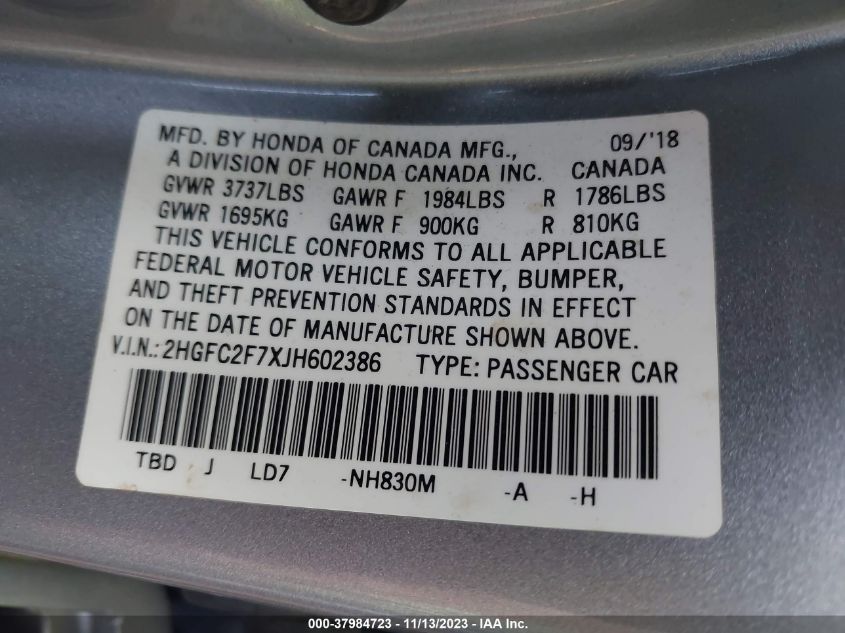 MFD. BY HONDA OF CANADA MFG., 09/'18
A DIVISION OF HONDA CANADA INC. CANADA
GVWR 3737LBS GAWR F 1984LBS R 1786LBS
GVWR 1695KG GAWR F 900KG R 810KG
THIS VEHICLE CONFORMS TO ALL APPLICABLE
FEDERAL MOTOR VEHICLE SAFETY, BUMPER,
AND THEFT PREVENTION STANDARDS IN EFFECT
ON THE DATE OF MANUFACTURE SHOWN ABOVE.
V.I.N.: 2HGFC2F7XJH602386 TYPE: PASSENGER CAR
TBD J LD7 -NH830M -A -H
000-37984723 - 11/13/2023 - IAA Inc.